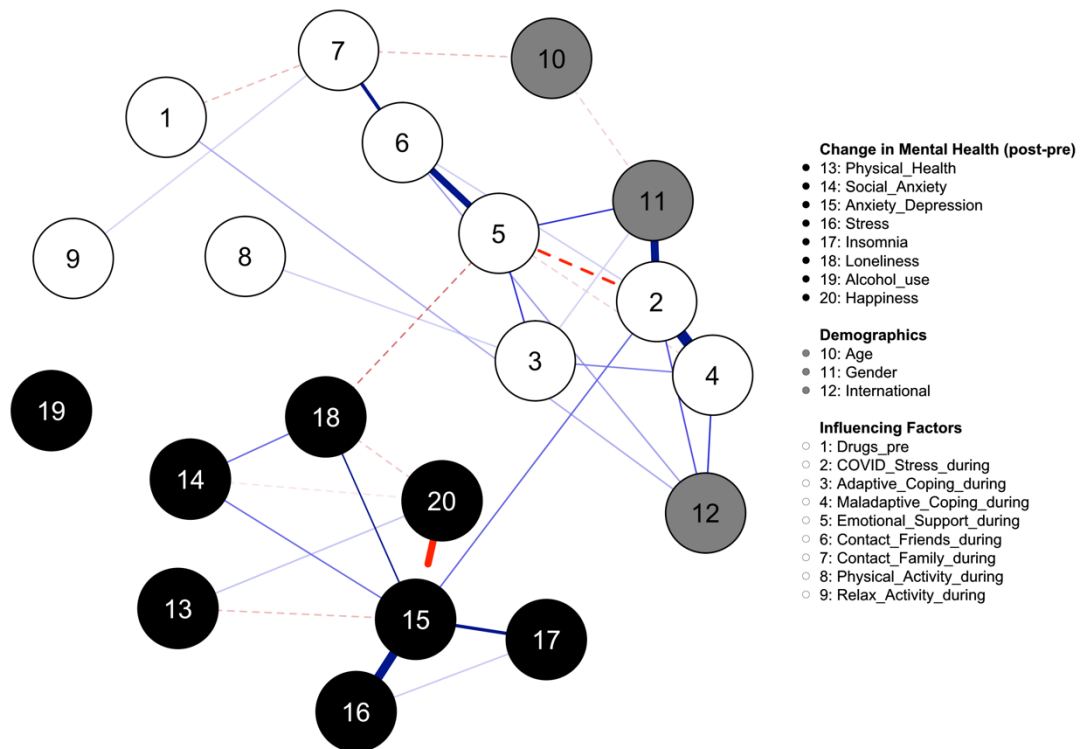 7
10
1
6
11
5
9
8
2
3
4
19
18
14
20
12
13
15
17
16
Change in Mental Health (post-pre)
13: Physical_Health
14: Social_Anxiety
15: Anxiety_Depression
16: Stress
17: Insomnia
18: Loneliness
19: Alcohol_use
20: Happiness
Demographics
10: Age
11: Gender
12: International
Influencing Factors
1: Drugs_pre
2: COVID_Stress_during
3: Adaptive_Coping_during
4: Maladaptive_Coping_during
5: Emotional_Support_during
6: Contact_Friends_during
7: Contact_Family_during
8: Physical_Activity_during
9: Relax_Activity_during